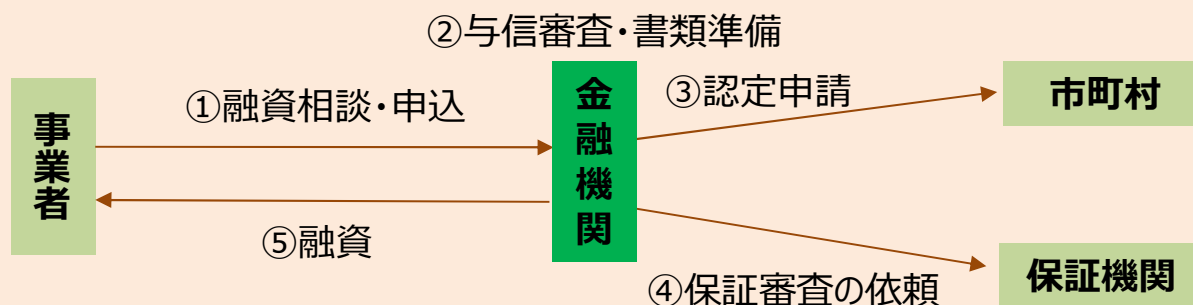 ②与信審査・書類準備
事業者
①融資相談・申込
金融機関
③認定申請
市町村
⑤融資
④保証審査の依頼
保証機関